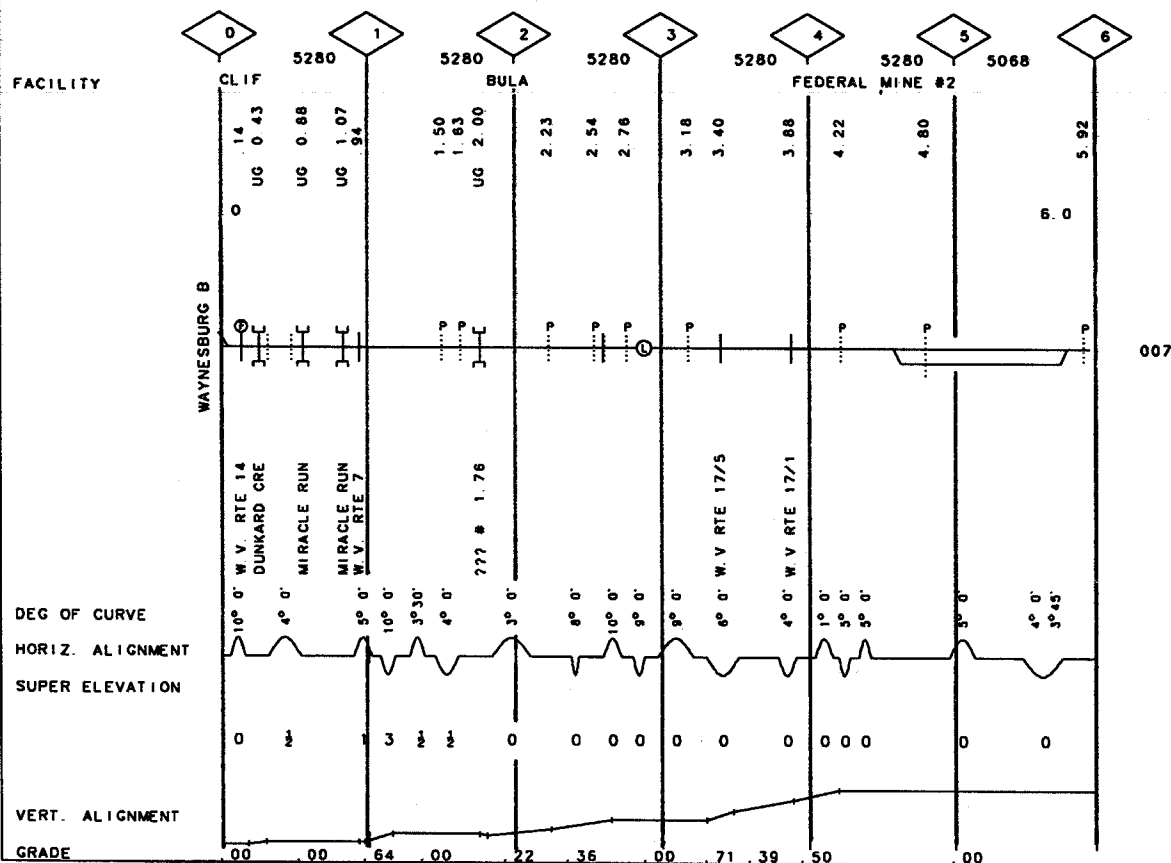 0 1 2 3 4 5 6
5280 5280 5280 5280 5280 5068
FACILITY CLIF BULA FEDERAL MINE #2
.14
UG 0.43
UG 0.88
UG 1.07
.94
1.50
1.63
UG 2.00
2.23
2.54
2.76
3.18
3.40
3.88
4.22
4.80
5.92
0 6.0
WAYNESBURG B
P P P P P P P P P P
L
007
W.V. RTE 14
DUNKARD CRE
MIRACLE RUN
MIRACLE RUN
W.V. RTE 7
??? # 1.76
W.V RTE 17/5
W.V RTE 17/1
DEG OF CURVE 10° 0' 4° 0' 5° 0' 10° 0' 3°30' 4° 0' 3° 0' 8° 0' 10° 0' 9° 0' 9° 0' 6° 0' 4° 0' 1° 0' 5° 0' 5° 0' 5° 0' 4° 0' 3°45'
HORIZ. ALIGNMENT
SUPER ELEVATION
0 1 3 0 0 0 0 0 0 0 0 0 0 0 0
VERT. ALIGNMENT
GRADE .00 .00 .64 .00 .22 .36 .00 .71 .39 .50 .00